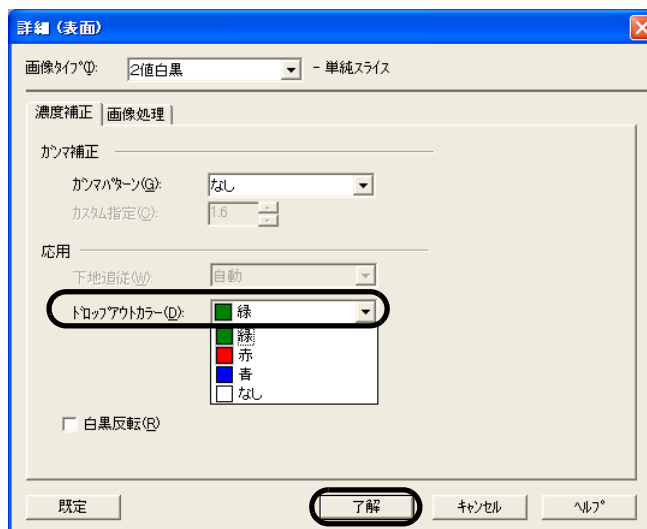 詳細（表面）
画像ﾀｲﾌﾟ(I): 2値白黒 - 単純ｽﾗｲｽ
濃度補正 画像処理
ｶﾞﾝﾏ補正
ｶﾞﾝﾏﾊﾟﾀｰﾝ(G): なし
ｶｽﾀﾑ指定(C): 1.6
応用
下地追従(W): 自動
ﾄﾞﾛｯﾌﾟｱｳﾄｶﾗｰ(D): 緑
緑
赤
青
なし
白黒反転(R)
既定 了解 ｷｬﾝｾﾙ ﾍﾙﾌﾟ